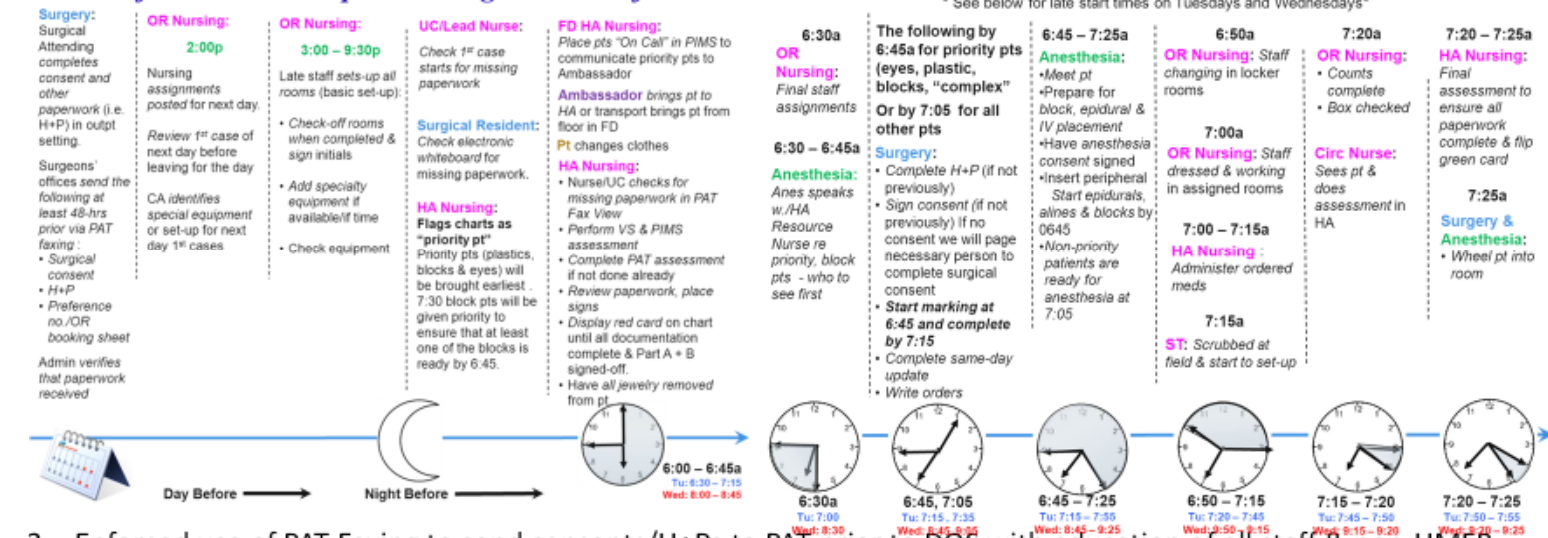 * See below for late start times on Tuesdays and Wednesdays*
Surgery:
Surgical
Attending
completes
consent and
other
paperwork (i.e.
H+P) in outpt
setting.
Surgeons'
offices send the
following at
least 48-hrs
prior via PAT
faxing :
• Surgical
consent
• H+P
• Preference
no./OR
booking sheet
Admin verifies
that paperwork
received
OR Nursing:
2:00p
Nursing
assignments
posted for next day.
Review 1st case of
next day before
leaving for the day
CA identifies
special equipment
or set-up for next
day 1st cases
OR Nursing:
3:00 – 9:30p
Late staff sets-up all
rooms (basic set-up):
• Check-off rooms
when completed &
sign initials
• Add specialty
equipment if
available/if time
• Check equipment
UC/Lead Nurse:
Check 1st case
starts for missing
paperwork
Surgical Resident:
Check electronic
whiteboard for
missing paperwork.
HA Nursing:
Flags charts as
"priority pt"
Priority pts (plastics,
blocks & eyes) will
be brought earliest .
7:30 block pts will be
given priority to
ensure that at least
one of the blocks is
ready by 6:45.
FD HA Nursing:
Place pts "On Call" in PIMS to
communicate priority pts to
Ambassador
Ambassador brings pt to
HA or transport brings pt from
floor in FD
Pt changes clothes
HA Nursing:
• Nurse/UC checks for
missing paperwork in PAT
Fax View
• Perform VS & PIMS
assessment
• Complete PAT assessment
if not done already
• Review paperwork, place
signs
• Display red card on chart
until all documentation
complete & Part A + B
signed-off.
• Have all jewelry removed
from pt
6:30a
OR
Nursing:
Final staff
assignments
6:30 – 6:45a
Anesthesia:
Anes speaks
w./HA
Resource
Nurse re
priority, block
pts - who to
see first
The following by
6:45a for priority pts
(eyes, plastic,
blocks, "complex"
Or by 7:05 for all
other pts
Surgery:
• Complete H+P (if not
previously)
• Sign consent (if not
previously) If no
consent we will page
necessary person to
complete surgical
consent
• Start marking at
6:45 and complete
by 7:15
• Complete same-day
update
• Write orders
6:45 – 7:25a
Anesthesia:
•Meet pt
•Prepare for
block, epidural &
IV placement
•Have anesthesia
consent signed
•Insert peripheral
Start epidurals,
alines & blocks by
0645
•Non-priority
patients are
ready for
anesthesia at
7:05
6:50a
OR Nursing: Staff
changing in locker
rooms
7:00a
OR Nursing: Staff
dressed & working
in assigned rooms
7:00 – 7:15a
HA Nursing :
Administer ordered
meds
7:15a
ST: Scrubbed at
field & start to set-up
7:20a
OR Nursing:
• Counts
complete
• Box checked
Circ Nurse:
Sees pt &
does
assessment in
HA
7:20 – 7:25a
HA Nursing:
Final
assessment to
ensure all
paperwork
complete & flip
green card
7:25a
Surgery &
Anesthesia:
• Wheel pt into
room
Day Before
Night Before
6:00 – 6:45a
Tu: 6:30 – 7:15
Wed: 8:00 – 8:45
6:30a
Tu: 7:00
Wed: 8:30
6:45, 7:05
Tu: 7:15, 7:35
Wed: 8:45, 9:05
6:45 – 7:25
Tu: 7:15 – 7:55
Wed: 8:45 – 9:25
6:50 – 7:15
Tu: 7:20 – 7:45
Wed: 9:15
7:15 – 7:20
Tu: 7:45 – 7:50
Wed: 9:15 – 9:20
7:20 – 7:25
Tu: 7:50 – 7:55
Wed: 9:20 – 9:25